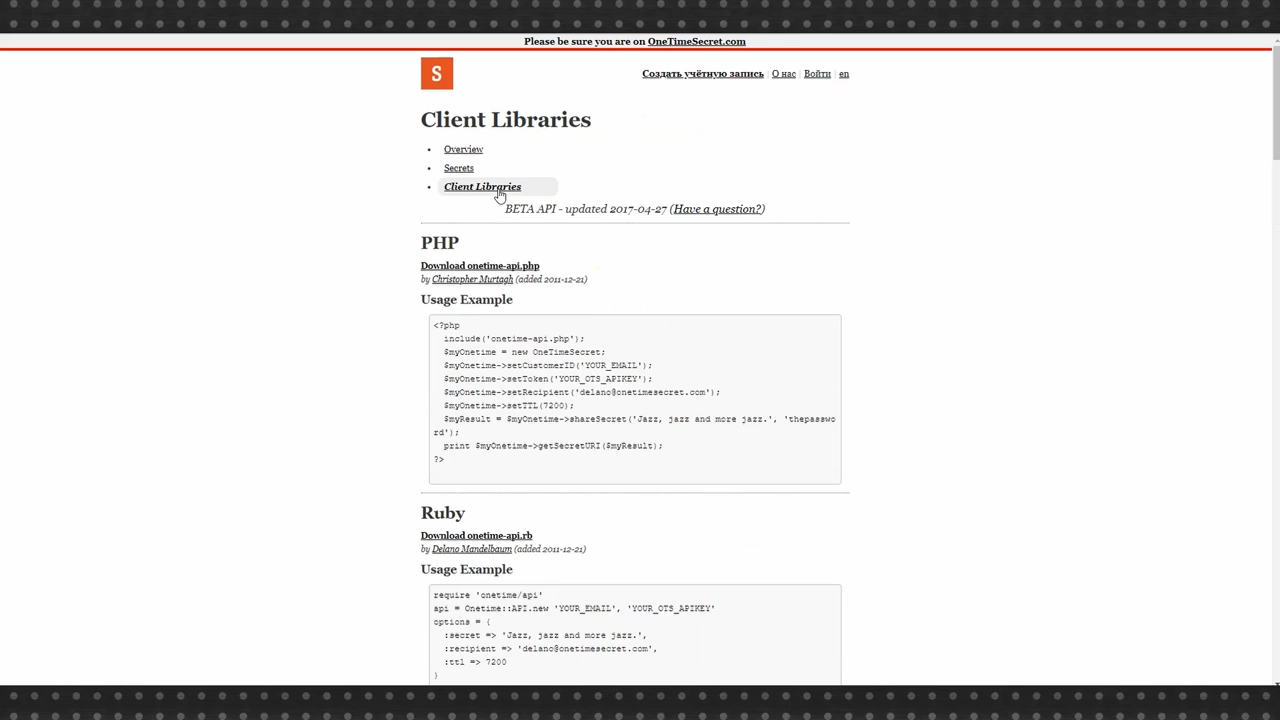 Please be sure you are on OneTimeSecret.com
S
Создать учётную запись | О нас | Войти | en
Client Libraries
• Overview
• Secrets
• Client Libraries
BETA API - updated 2017-04-27 (Have a question?)
PHP
Download onetime-api.php
by Christopher Murtagh (added 2011-12-21)
Usage Example
<?php
include('onetime-api.php');
$myOnetime = new OneTimeSecret;
$myOnetime->setCustomerID('YOUR_EMAIL');
$myOnetime->setToken('YOUR_OTS_APIKEY');
$myOnetime->setRecipient('delano@onetimesecret.com');
$myOnetime->setTTL(7200);
$myResult = $myOnetime->shareSecret('Jazz, jazz and more jazz.', 'thepasswo
rd');
print $myOnetime->getSecretURI($myResult);
?>
Ruby
Download onetime-api.rb
by Delano Mandelbaum (added 2011-12-21)
Usage Example
require 'onetime/api'
api = Onetime::API.new 'YOUR_EMAIL', 'YOUR_OTS_APIKEY'
options = {
:secret => 'Jazz, jazz and more jazz.',
:recipient => 'delano@onetimesecret.com',
:ttl => 7200
}